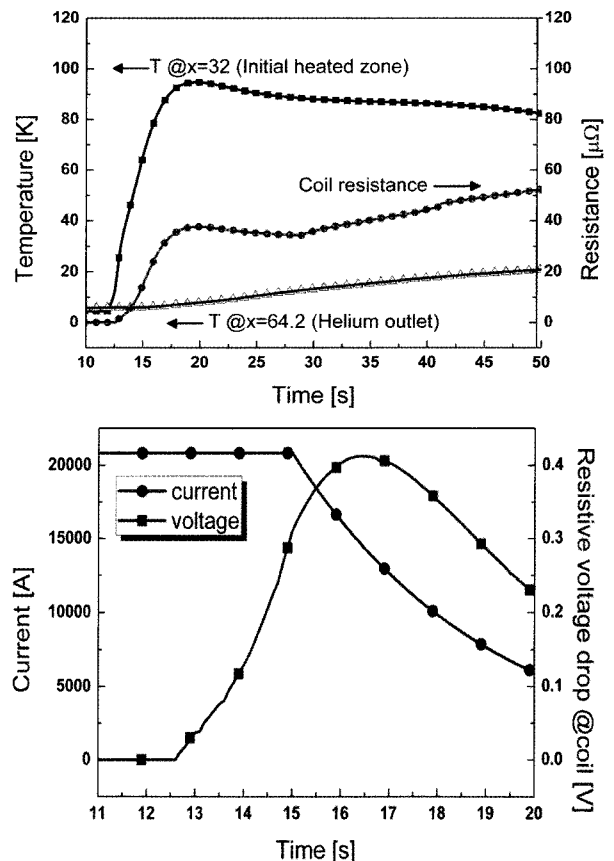 120
100
80
60
40
20
0
Temperature [K]
T @x=32 (Initial heated zone)
Coil resistance
T @x=64.2 (Helium outlet)
120
100
80
60
40
20
0
Resistance [μΩ]
10 15 20 25 30 35 40 45 50
Time [s]
20000
15000
10000
5000
0
Current [A]
current
voltage
0.4
0.3
0.2
0.1
0.0
Resistive voltage drop @coil [V]
11 12 13 14 15 16 17 18 19 20
Time [s]